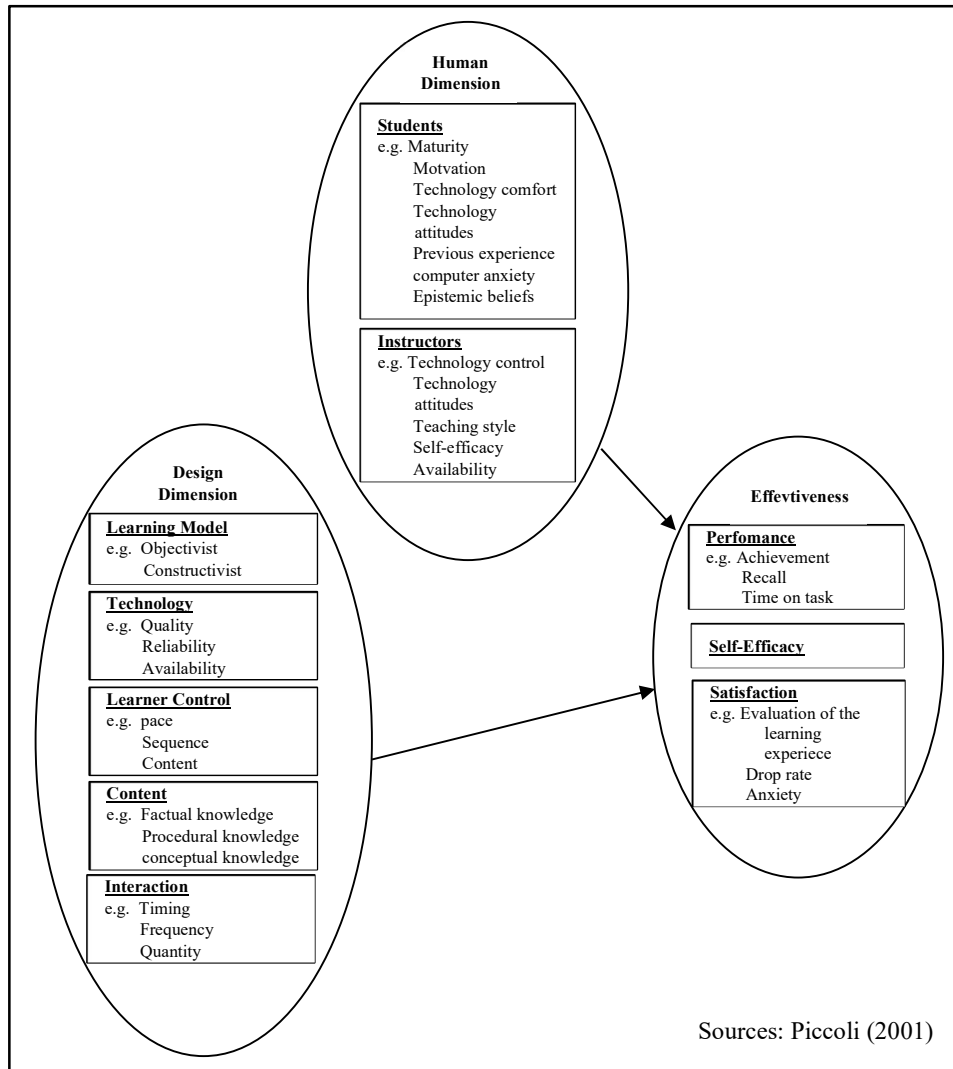 Human
Dimension
Students
e.g. Maturity
Motvation
Technology comfort
Technology
attitudes
Previous experience
computer anxiety
Epistemic beliefs
Instructors
e.g. Technology control
Technology
attitudes
Teaching style
Self-efficacy
Availability
Design
Dimension
Learning Model
e.g. Objectivist
Constructivist
Technology
e.g. Quality
Reliability
Availability
Learner Control
e.g. pace
Sequence
Content
Content
e.g. Factual knowledge
Procedural knowledge
conceptual knowledge
Interaction
e.g. Timing
Frequency
Quantity
Effevtiveness
Perfomance
e.g. Achievement
Recall
Time on task
Self-Efficacy
Satisfaction
e.g. Evaluation of the
learning
experiece
Drop rate
Anxiety
Sources: Piccoli (2001)